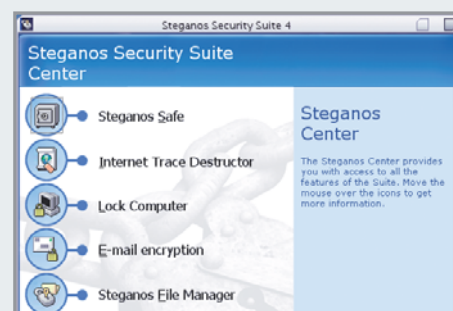 Steganos Security Suite 4
Steganos Security Suite
Center
Steganos Safe
Internet Trace Destructor
Lock Computer
E-mail encryption
Steganos File Manager
Steganos
Center
The Steganos Center provides
you with access to all the
features of the Suite. Move the
mouse over the icons to get
more information.